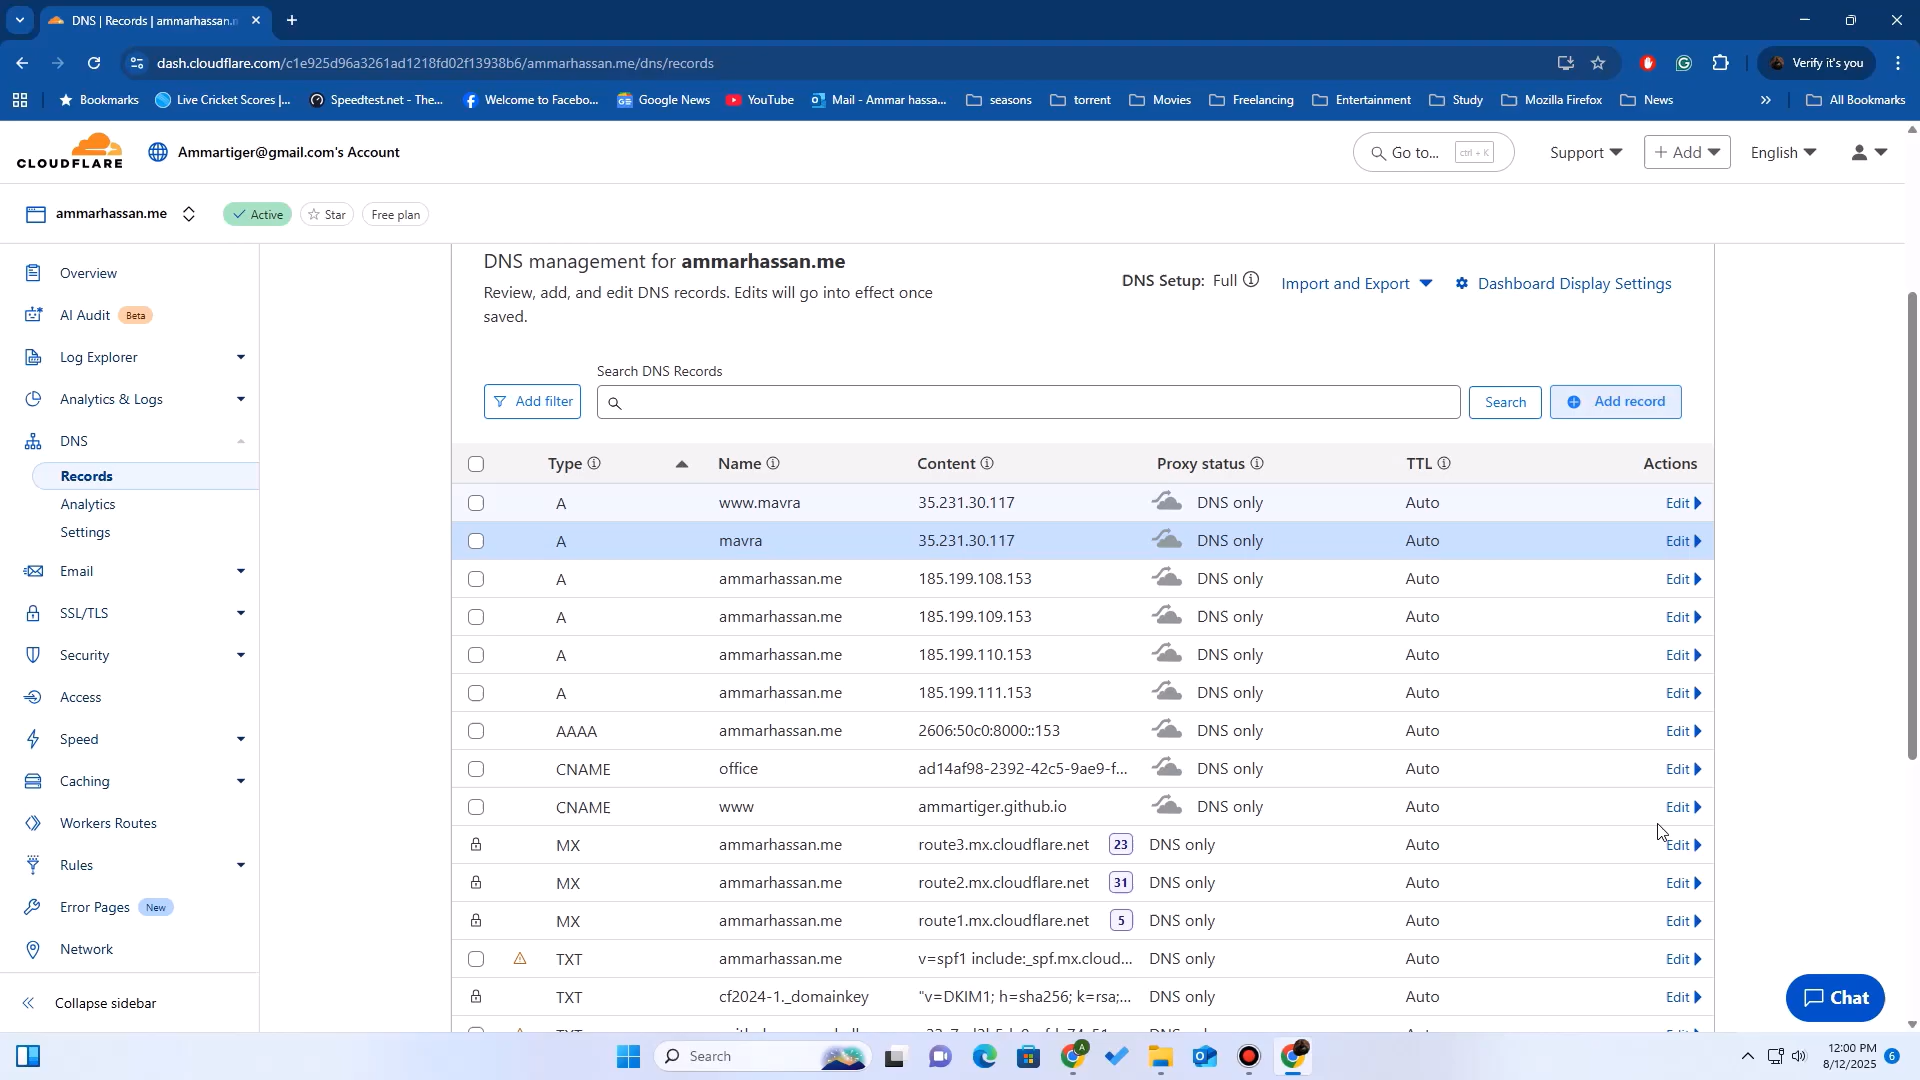 DNS | Records | ammarhassan.m
dash.cloudflare.com/c1e925d96a3261ad1218fd02f13938b6/ammarhassan.me/dns/records
Verify it's you
Bookmarks
Live Cricket Scores |...
Speedtest.net - The...
Welcome to Facebo...
Google News
YouTube
Mail - Ammar hassa...
seasons
torrent
Movies
Freelancing
Entertainment
Study
Mozilla Firefox
News
All Bookmarks
CLOUDFLARE
Ammartiger@gmail.com's Account
Go to... ctrl + K
Support
+ Add
English
ammarhassan.me
Active
Star
Free plan
Overview
AI Audit Beta
Log Explorer
Analytics & Logs
DNS
Records
Analytics
Settings
Email
SSL/TLS
Security
Access
Speed
Caching
Workers Routes
Rules
Error Pages New
Network
Collapse sidebar
DNS management for ammarhassan.me
Review, add, and edit DNS records. Edits will go into effect once
saved.
DNS Setup: Full
Import and Export
Dashboard Display Settings
Search DNS Records
Add filter
Search
Add record
Type Name Content Proxy status TTL Actions
A www.mavra 35.231.30.117 DNS only Auto Edit
A mavra 35.231.30.117 DNS only Auto Edit
A ammarhassan.me 185.199.108.153 DNS only Auto Edit
A ammarhassan.me 185.199.109.153 DNS only Auto Edit
A ammarhassan.me 185.199.110.153 DNS only Auto Edit
A ammarhassan.me 185.199.111.153 DNS only Auto Edit
AAAA ammarhassan.me 2606:50c0:8000::153 DNS only Auto Edit
CNAME office ad14af98-2392-42c5-9ae9-f... DNS only Auto Edit
CNAME www ammartiger.github.io DNS only Auto Edit
MX ammarhassan.me route3.mx.cloudflare.net 23 DNS only Auto Edit
MX ammarhassan.me route2.mx.cloudflare.net 31 DNS only Auto Edit
MX ammarhassan.me route1.mx.cloudflare.net 5 DNS only Auto Edit
TXT ammarhassan.me v=spf1 include:_spf.mx.cloud... DNS only Auto Edit
TXT cf2024-1._domainkey "v=DKIM1; h=sha256; k=rsa;... DNS only Auto Edit
Chat
Search
12:00 PM
8/12/2025
6